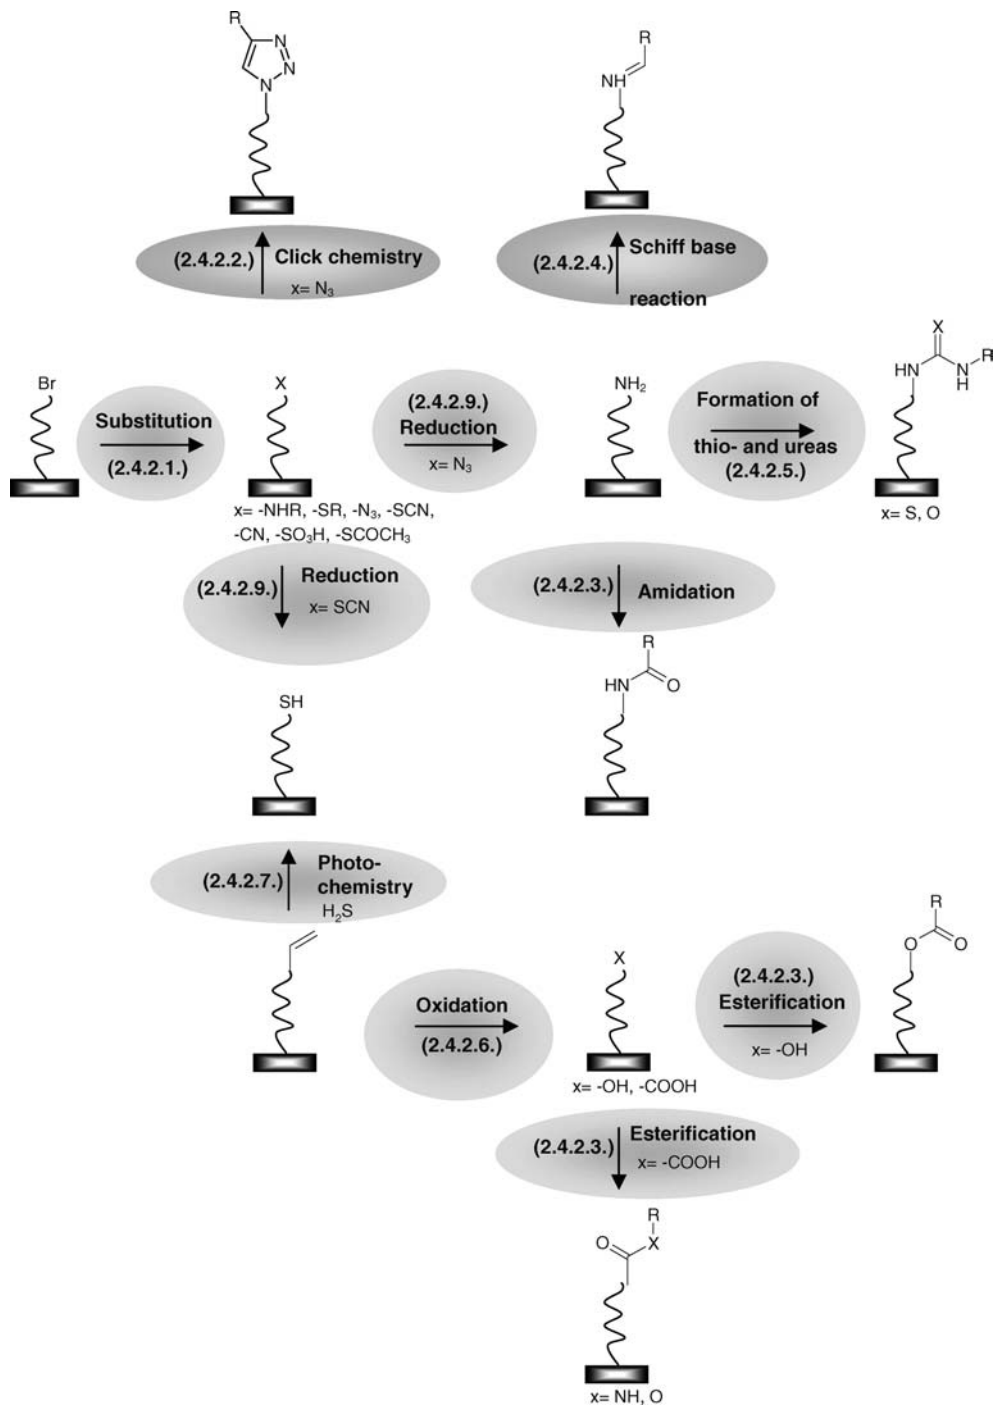 R
N
N
N
R
NH
(2.4.2.2.) Click chemistry
x= N₃
(2.4.2.4.) Schiff base
reaction
Br
Substitution
(2.4.2.1.)
X
x= -NHR, -SR, -N₃, -SCN,
-CN, -SO₃H, -SCOCH₃
(2.4.2.9.)
Reduction
x= N₃
NH₂
Formation of
thio- and ureas
(2.4.2.5.)
X
HN
N
H
R
x= S, O
(2.4.2.9.) Reduction
x= SCN
(2.4.2.3.) Amidation
R
HN
O
SH
(2.4.2.7.) Photo-
chemistry
H₂S
Oxidation
(2.4.2.6.)
X
x= -OH, -COOH
(2.4.2.3.)
Esterification
x= -OH
R
O
O
(2.4.2.3.) Esterification
x= -COOH
R
O
X
x= NH, O